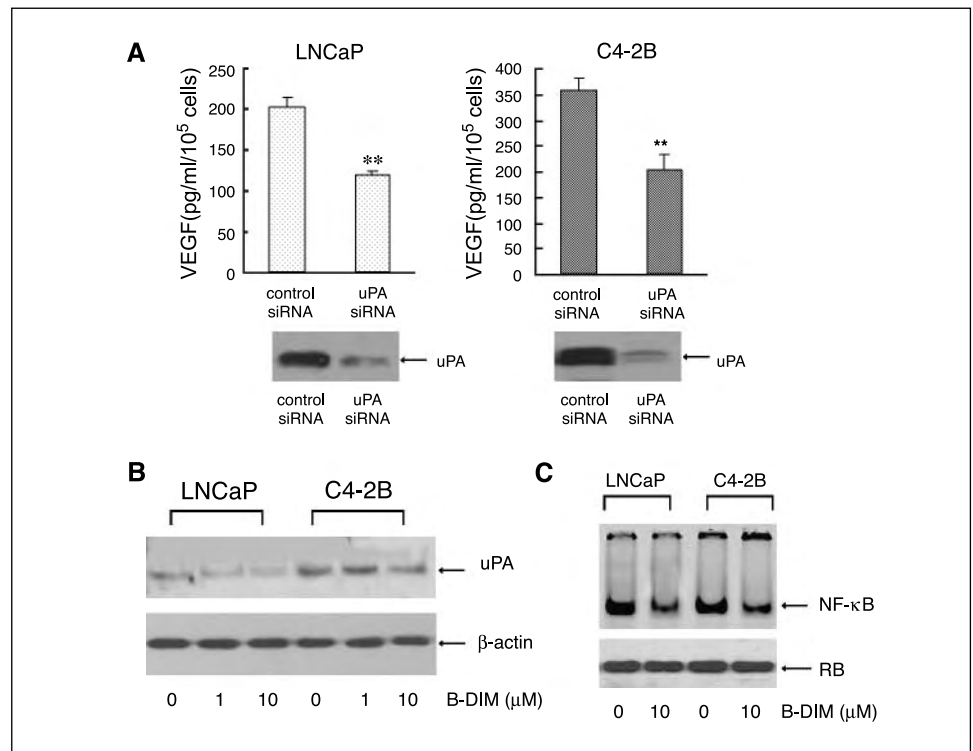 A
LNCaP
C4-2B
VEGF(pg/ml/10⁵ cells)
250
200
150
100
50
0
**
control siRNA
uPA siRNA
VEGF(pg/ml/10⁵ cells)
400
350
300
250
200
150
100
50
0
**
control siRNA
uPA siRNA
uPA
control siRNA
uPA siRNA
uPA
control siRNA
uPA siRNA
B
LNCaP
C4-2B
uPA
β-actin
0 1 10 0 1 10 B-DIM (μM)
C
LNCaP
C4-2B
NF-κB
RB
0 10 0 10 B-DIM (μM)